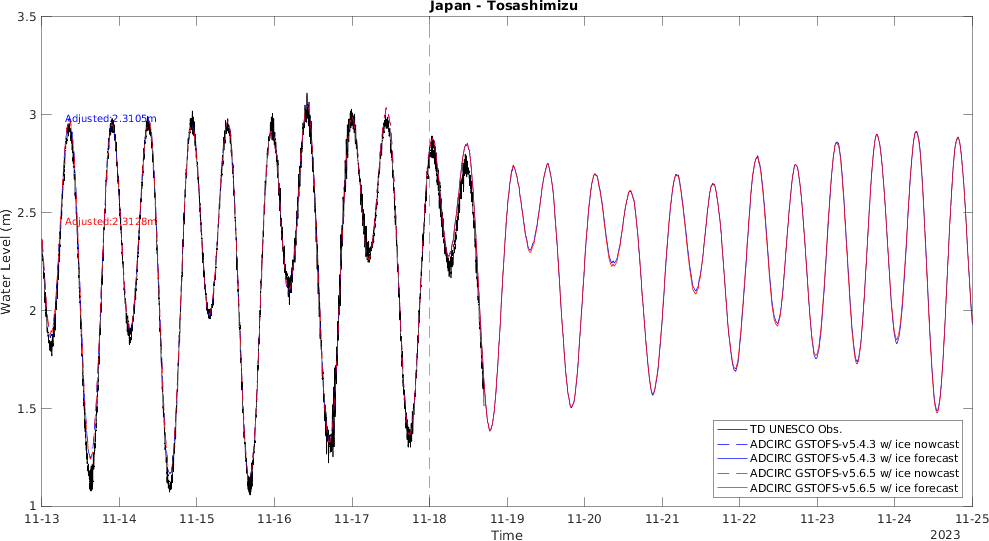 Japan - Tosashimizu
3.5
3
2.5
2
1.5
1
Water Level (m)
Adjusted:2.3105m
Adjusted:2.3128m
TD UNESCO Obs.
ADCIRC GSTOFS-v5.4.3 w/ ice nowcast
ADCIRC GSTOFS-v5.4.3 w/ ice forecast
ADCIRC GSTOFS-v5.6.5 w/ ice nowcast
ADCIRC GSTOFS-v5.6.5 w/ ice forecast
11-13 11-14 11-15 11-16 11-17 11-18 11-19 11-20 11-21 11-22 11-23 11-24 11-25
Time
2023